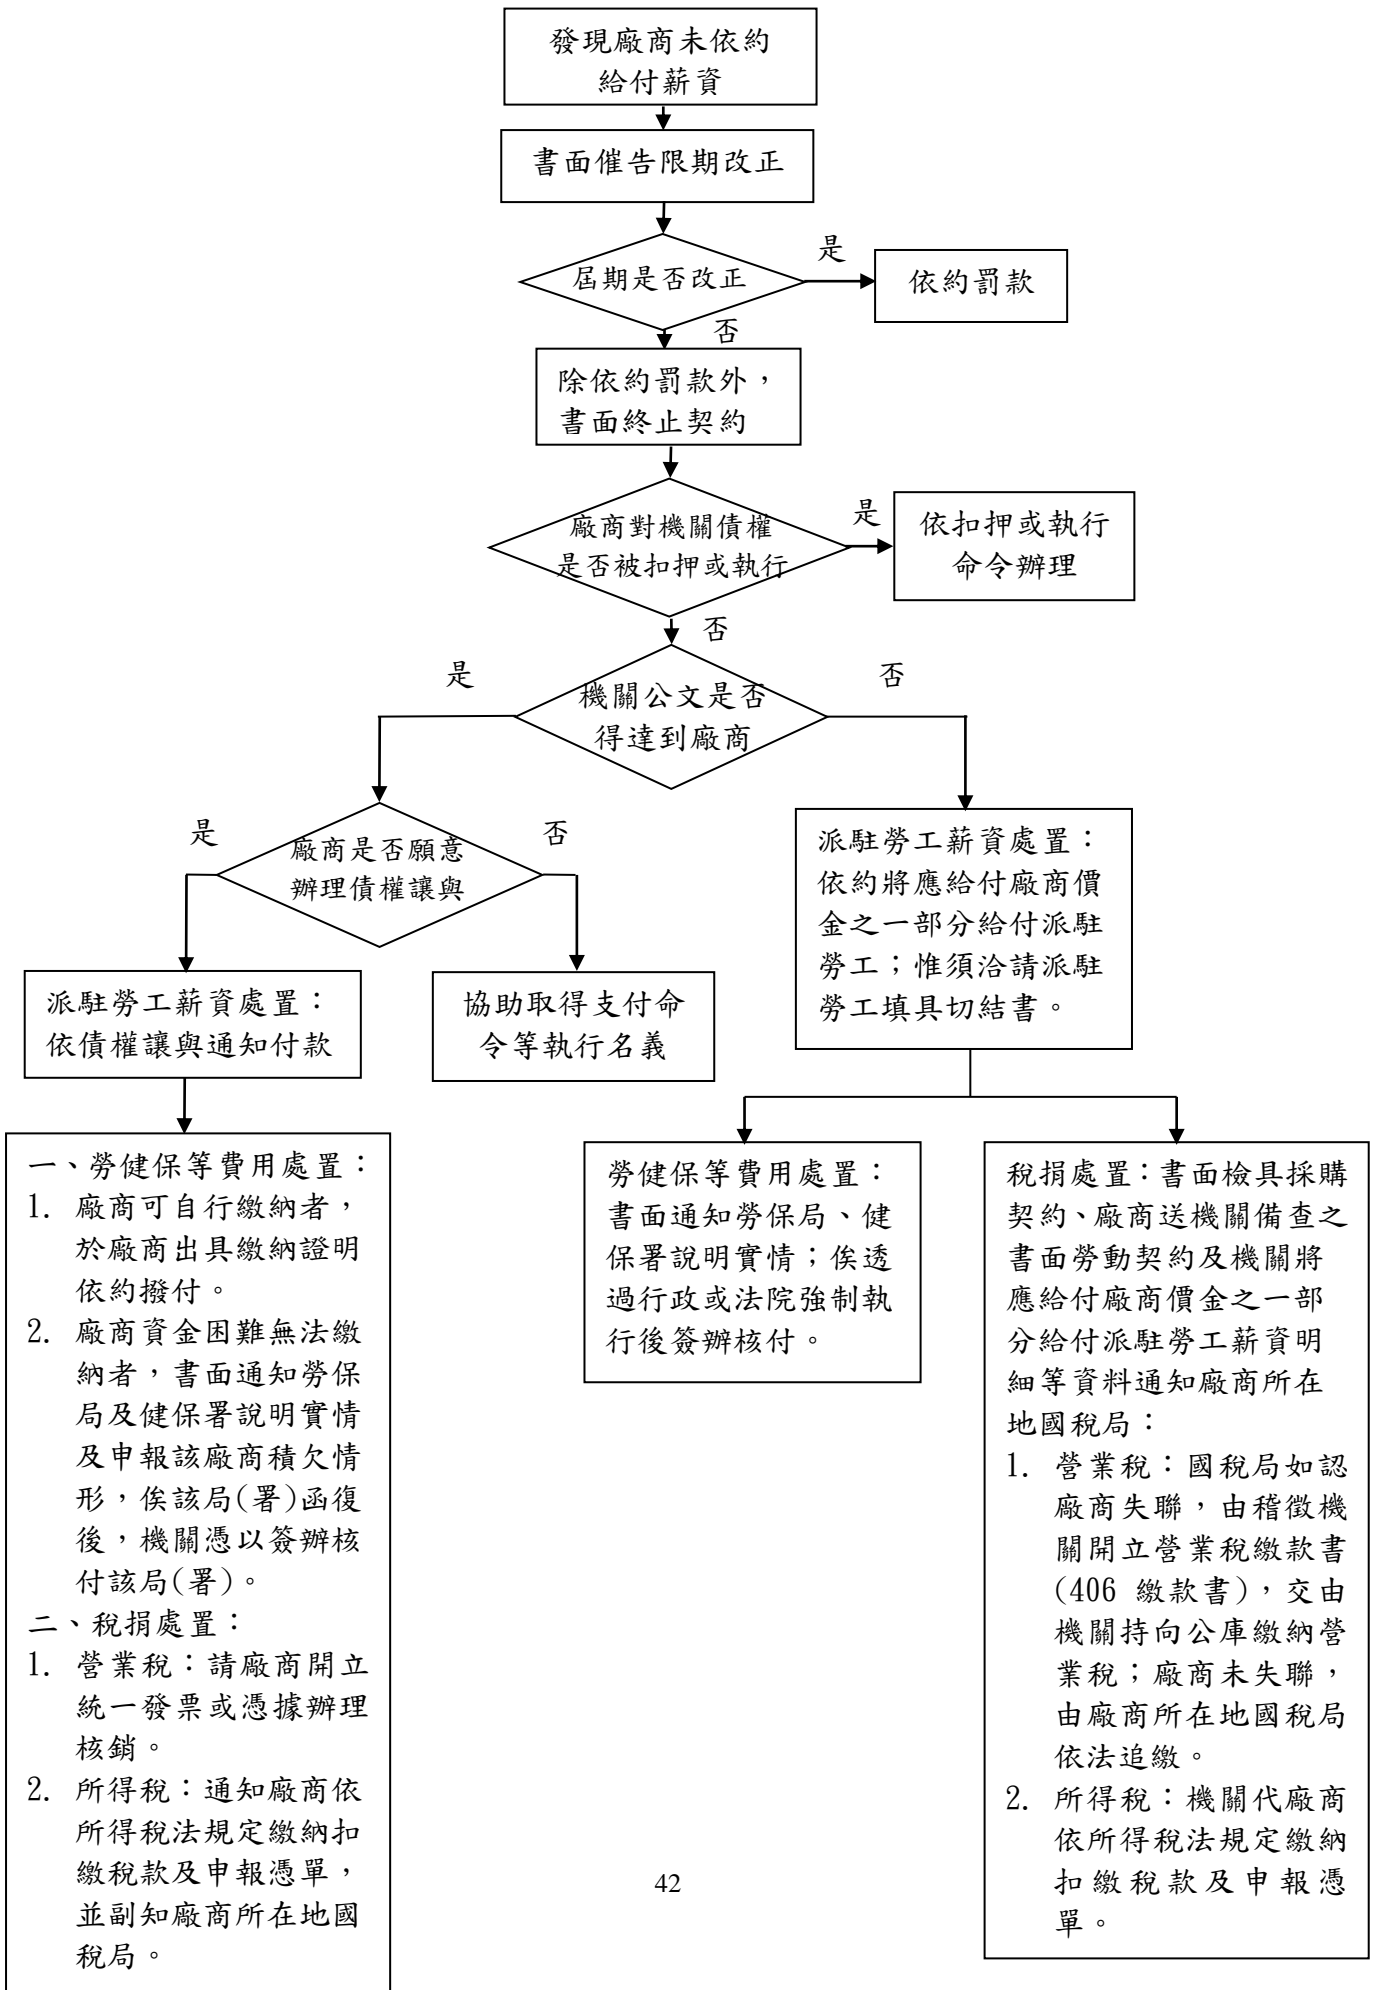 發現廠商未依約
給付薪資
書面催告限期改正
屆期是否改正
是
依約罰款
否
除依約罰款外，
書面終止契約
廠商對機關債權
是否被扣押或執行
是
依扣押或執行
命令辦理
否
機關公文是否
得達到廠商
是
否
廠商是否願意
辦理債權讓與
是
否
派駐勞工薪資處置：
依債權讓與通知付款
協助取得支付命
令等執行名義
派駐勞工薪資處置：
依約將應給付廠商價
金之一部分給付派駐
勞工；惟須洽請派駐
勞工填具切結書。
一、勞健保等費用處置：
1. 廠商可自行繳納者，
於廠商出具繳納證明
依約撥付。
2. 廠商資金困難無法繳
納者，書面通知勞保
局及健保署說明實情
及申報該廠商積欠情
形，俟該局(署)函復
後，機關憑以簽辦核
付該局(署)。
二、稅捐處置：
1. 營業稅：請廠商開立
統一發票或憑據辦理
核銷。
2. 所得稅：通知廠商依
所得稅法規定繳納扣
繳稅款及申報憑單，
並副知廠商所在地國
稅局。
勞健保等費用處置：
書面通知勞保局、健
保署說明實情；俟透
過行政或法院強制執
行後簽辦核付。
稅捐處置：書面檢具採購
契約、廠商送機關備查之
書面勞動契約及機關將
應給付廠商價金之一部
分給付派駐勞工薪資明
細等資料通知廠商所在
地國稅局：
1. 營業稅：國稅局如認
廠商失聯，由稽徵機
關開立營業稅繳款書
(406 繳款書)，交由
機關持向公庫繳納營
業稅；廠商未失聯，
由廠商所在地國稅局
依法追繳。
2. 所得稅：機關代廠商
依所得稅法規定繳納
扣繳稅款及申報憑
單。
42